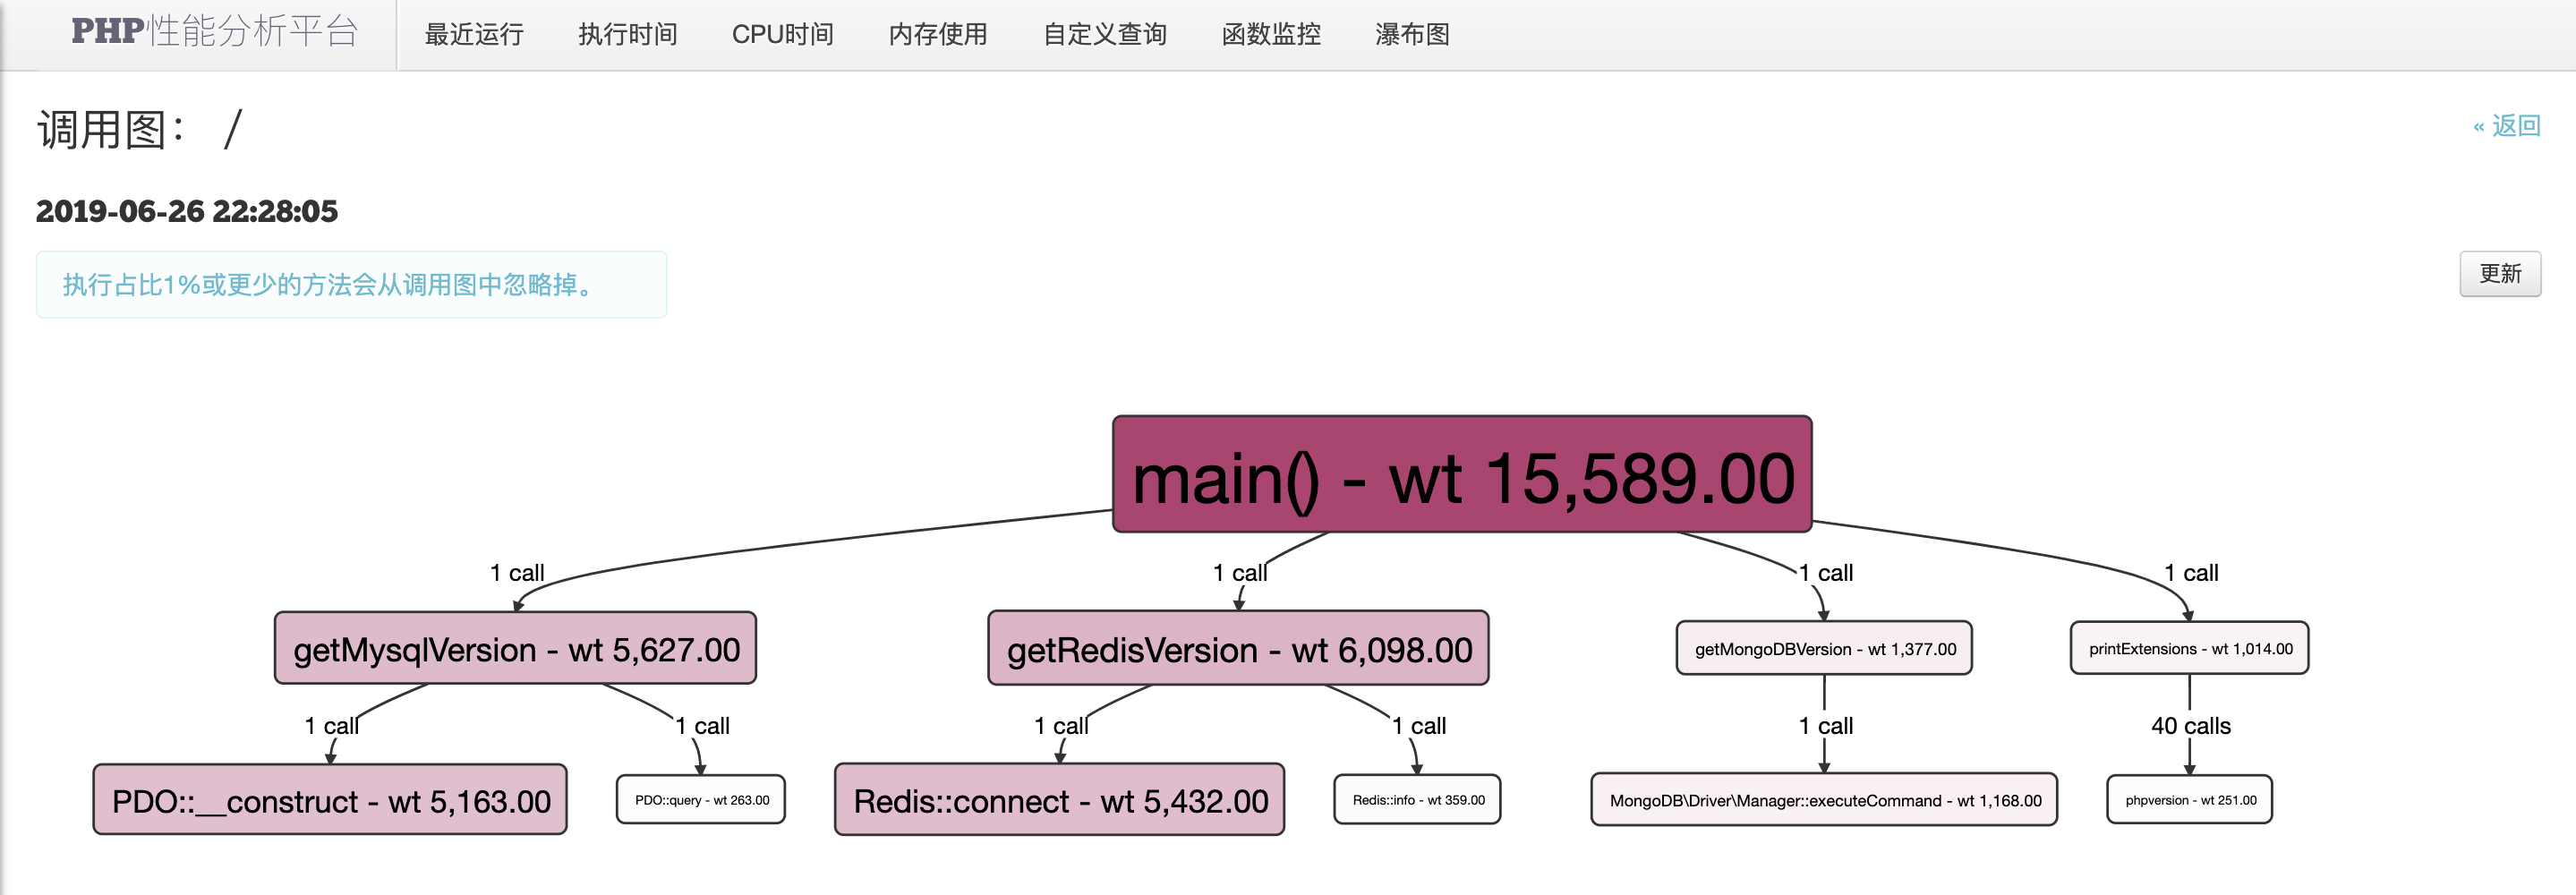 PHP性能分析平台 最近运行 执行时间 CPU时间 内存使用 自定义查询 函数监控 瀑布图
调用图： /
« 返回
2019-06-26 22:28:05
执行占比1%或更少的方法会从调用图中忽略掉。
更新
main() - wt 15,589.00
1 call
1 call
1 call
1 call
getMysqlVersion - wt 5,627.00
getRedisVersion - wt 6,098.00
getMongoDBVersion - wt 1,377.00
printExtensions - wt 1,014.00
1 call
1 call
1 call
1 call
1 call
40 calls
PDO::__construct - wt 5,163.00
PDO::query - wt 263.00
Redis::connect - wt 5,432.00
Redis::info - wt 359.00
MongoDB\Driver\Manager::executeCommand - wt 1,168.00
phpversion - wt 251.00